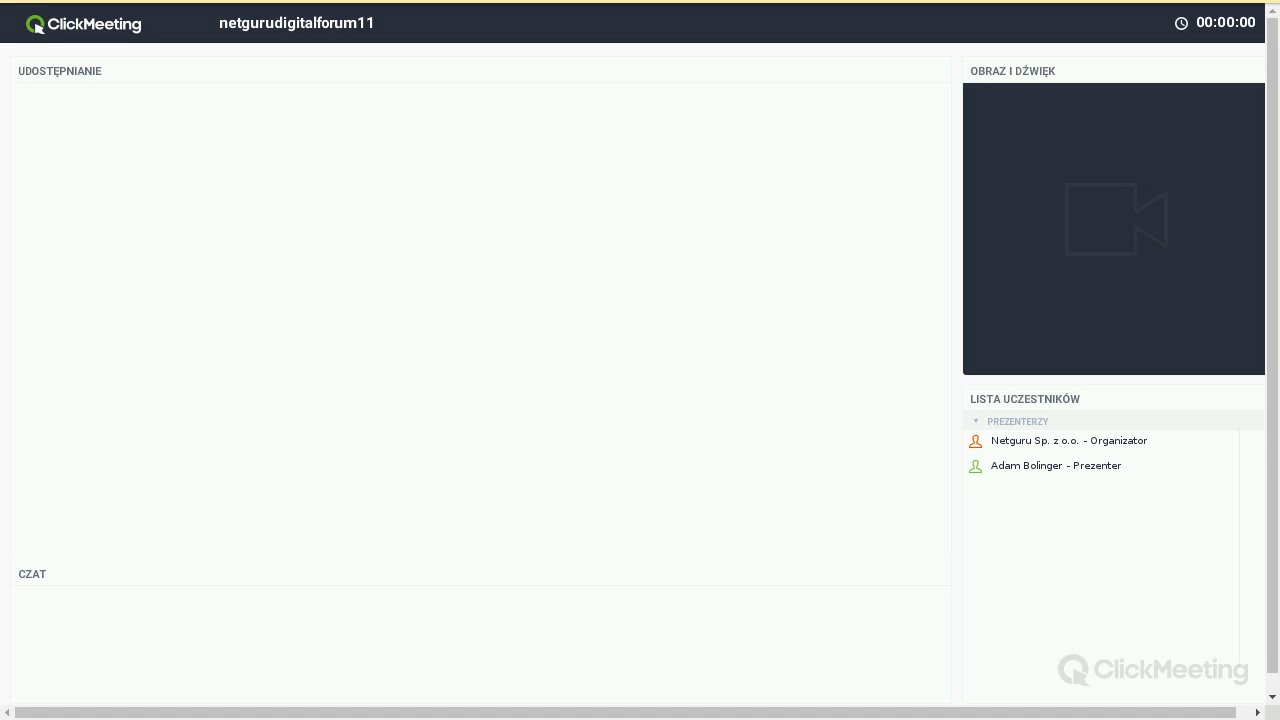 ClickMeeting
netgurudigitalforum11
00:00:00
UDOSTĘPNIANIE
OBRAZ I DŹWIĘK
LISTA UCZESTNIKÓW
PREZENTERZY
Netguru Sp. z o.o. - Organizator
Adam Bolinger - Prezenter
CZAT
ClickMeeting